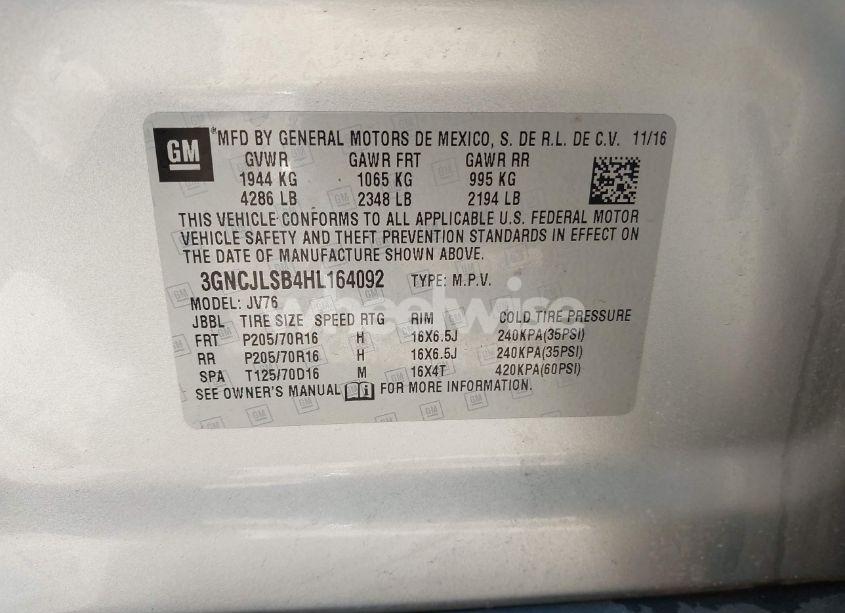 GM ®MFD BY GENERAL MOTORS DE MEXICO, S. DE R.L. DE C.V. 11/16
GVWR GAWR FRT GAWR RR
1944 KG 1065 KG 995 KG
4286 LB 2348 LB 2194 LB
THIS VEHICLE CONFORMS TO ALL APPLICABLE U.S. FEDERAL MOTOR
VEHICLE SAFETY AND THEFT PREVENTION STANDARDS IN EFFECT ON
THE DATE OF MANUFACTURE SHOWN ABOVE.
3GNCJLSB4HL164092 TYPE: M.P.V.
MODEL: JV76
wheelwise
JBBL TIRE SIZE SPEED RTG RIM COLD TIRE PRESSURE
FRT P205/70R16 H 16X6.5J 240KPA(35PSI)
RR P205/70R16 H 16X6.5J 240KPA(35PSI)
SPA T125/70D16 M 16X4T 420KPA(60PSI)
SEE OWNER'S MANUAL FOR MORE INFORMATION.